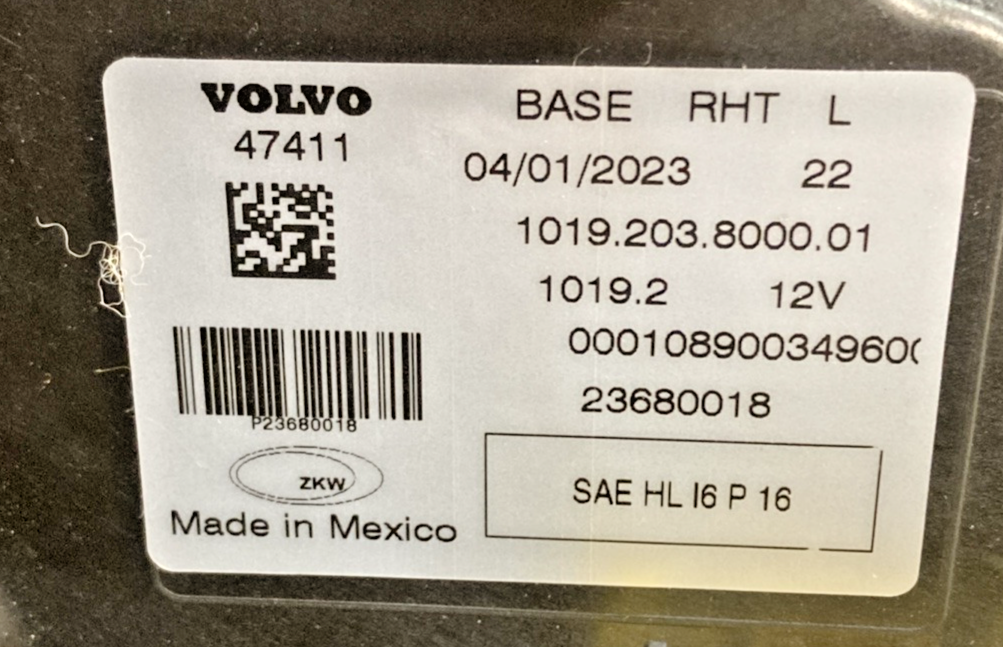 VOLVO
47411
P23680018
ZKW
Made in Mexico
BASE RHT L
04/01/2023 22
1019.203.8000.01
1019.2 12V
00010890034960
23680018
SAE HL I6 P 16